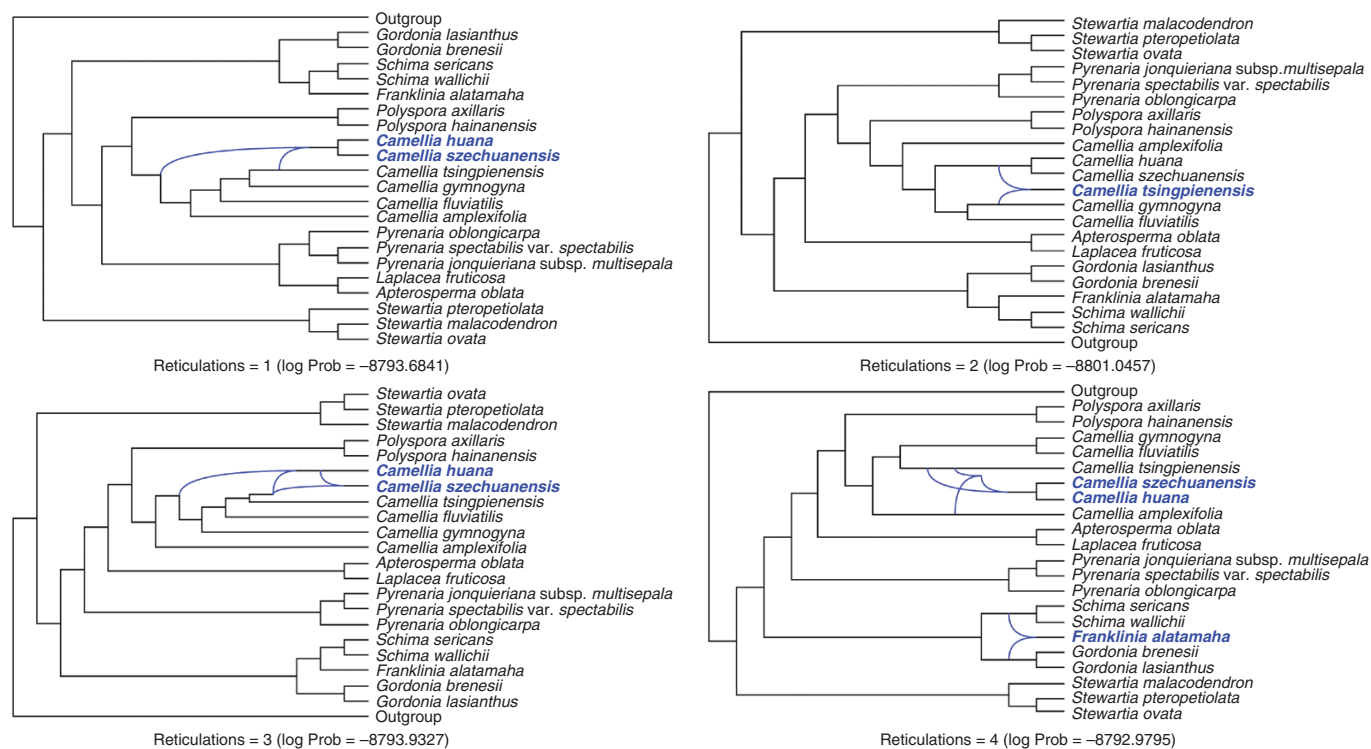 Outgroup
Gordonia lasianthus
Gordonia brenesii
Schima sericans
Schima wallichii
Franklinia alatamaha
Polyspora axillaris
Polyspora hainanensis
Camellia huana
Camellia szechuanensis
Camellia tsingpienensis
Camellia gymnogyna
Camellia fluviatilis
Camellia amplexifolia
Pyrenaria oblongicarpa
Pyrenaria spectabilis var. spectabilis
Pyrenaria jonquieriana subsp. multisepala
Laplacea fruticosa
Apterosperma oblata
Stewartia pteropetiolata
Stewartia malacodendron
Stewartia ovata
Reticulations = 1 (log Prob = –8793.6841)
Stewartia malacodendron
Stewartia pteropetiolata
Stewartia ovata
Pyrenaria jonquieriana subsp.multisepala
Pyrenaria spectabilis var. spectabilis
Pyrenaria oblongicarpa
Polyspora axillaris
Polyspora hainanensis
Camellia amplexifolia
Camellia huana
Camellia szechuanensis
Camellia tsingpienensis
Camellia gymnogyna
Camellia fluviatilis
Apterosperma oblata
Laplacea fruticosa
Gordonia lasianthus
Gordonia brenesii
Franklinia alatamaha
Schima wallichii
Schima sericans
Outgroup
Reticulations = 2 (log Prob = –8801.0457)
Stewartia ovata
Stewartia pteropetiolata
Stewartia malacodendron
Polyspora axillaris
Polyspora hainanensis
Camellia huana
Camellia szechuanensis
Camellia tsingpienensis
Camellia fluviatilis
Camellia gymnogyna
Camellia amplexifolia
Apterosperma oblata
Laplacea fruticosa
Pyrenaria jonquieriana subsp. multisepala
Pyrenaria spectabilis var. spectabilis
Pyrenaria oblongicarpa
Schima sericans
Schima wallichii
Franklinia alatamaha
Gordonia brenesii
Gordonia lasianthus
Outgroup
Reticulations = 3 (log Prob = –8793.9327)
Outgroup
Polyspora axillaris
Polyspora hainanensis
Camellia gymnogyna
Camellia fluviatilis
Camellia tsingpienensis
Camellia szechuanensis
Camellia huana
Camellia amplexifolia
Apterosperma oblata
Laplacea fruticosa
Pyrenaria jonquieriana subsp. multisepala
Pyrenaria spectabilis var. spectabilis
Pyrenaria oblongicarpa
Schima sericans
Schima wallichii
Franklinia alatamaha
Gordonia brenesii
Gordonia lasianthus
Stewartia malacodendron
Stewartia pteropetiolata
Stewartia ovata
Reticulations = 4 (log Prob = –8792.9795)